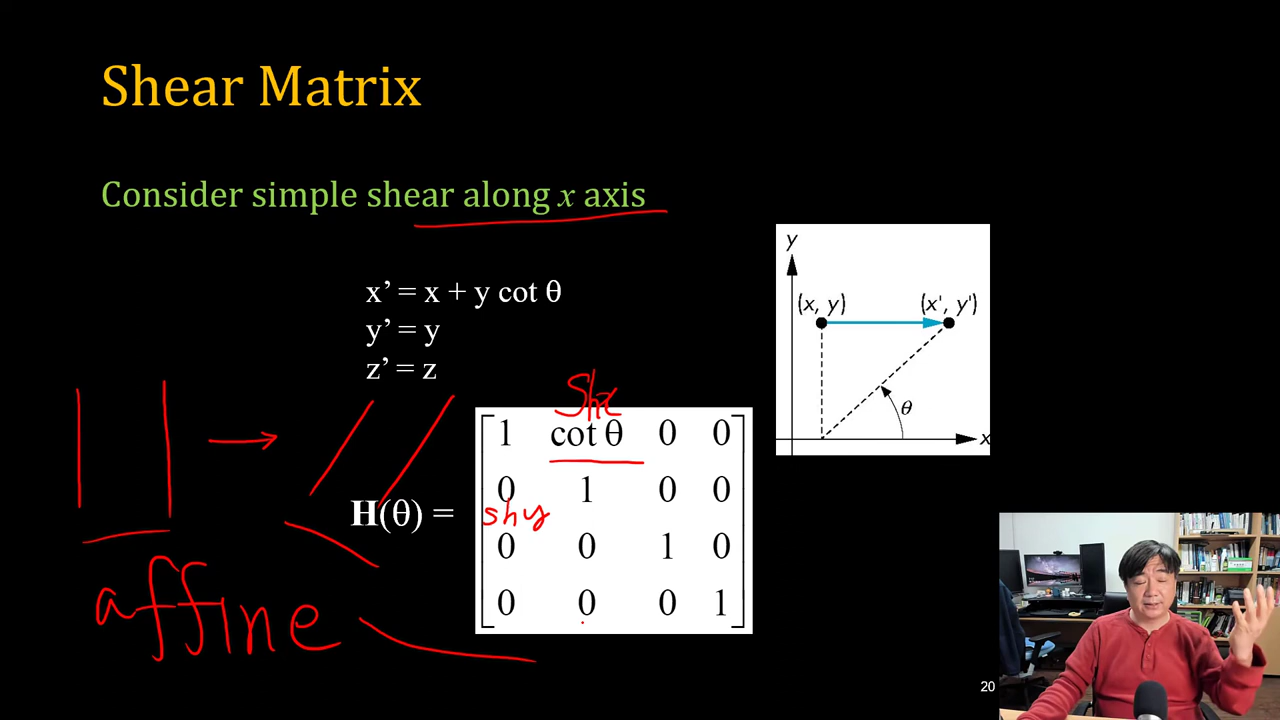 Shear Matrix
Consider simple shear along x axis
x’ = x + y cot θ
y’ = y
z’ = z
y
(x, y) (x', y')
θ
x
Shx
1 cot θ 0 0
0 1 0 0
shy
H(θ) =
0 0 1 0
0 0 0 1
affine
20